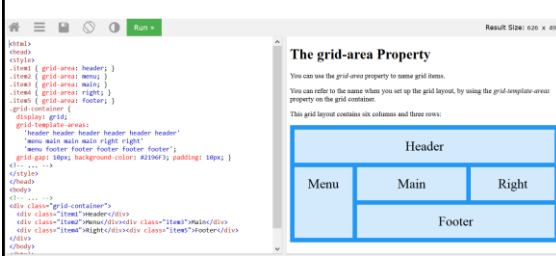 Run »
Result Size: 626 x 49
<html>
<head>
<style>
.item1 { grid-area: header; }
.item2 { grid-area: menu; }
.item3 { grid-area: main; }
.item4 { grid-area: right; }
.item5 { grid-area: footer; }
.grid-container {
display: grid;
grid-template-areas:
'header header header header header header'
'menu main main main right right'
'menu footer footer footer footer footer';
grid-gap: 10px; background-color: #2196F3; padding: 10px; }
<!-- ... -->
</style>
</head>
<body>
<!-- ... -->
<div class="grid-container">
<div class="item1">Header</div>
<div class="item2">Menu</div><div class="item3">Main</div>
<div class="item4">Right</div><div class="item5">Footer</div>
</div>
</body>
The grid-area Property
You can use the grid-area property to name grid items.
You can refer to the name when you set up the grid layout, by using the grid-template-areas
property on the grid container.
This grid layout contains six columns and three rows:
Header
Menu
Main
Right
Footer